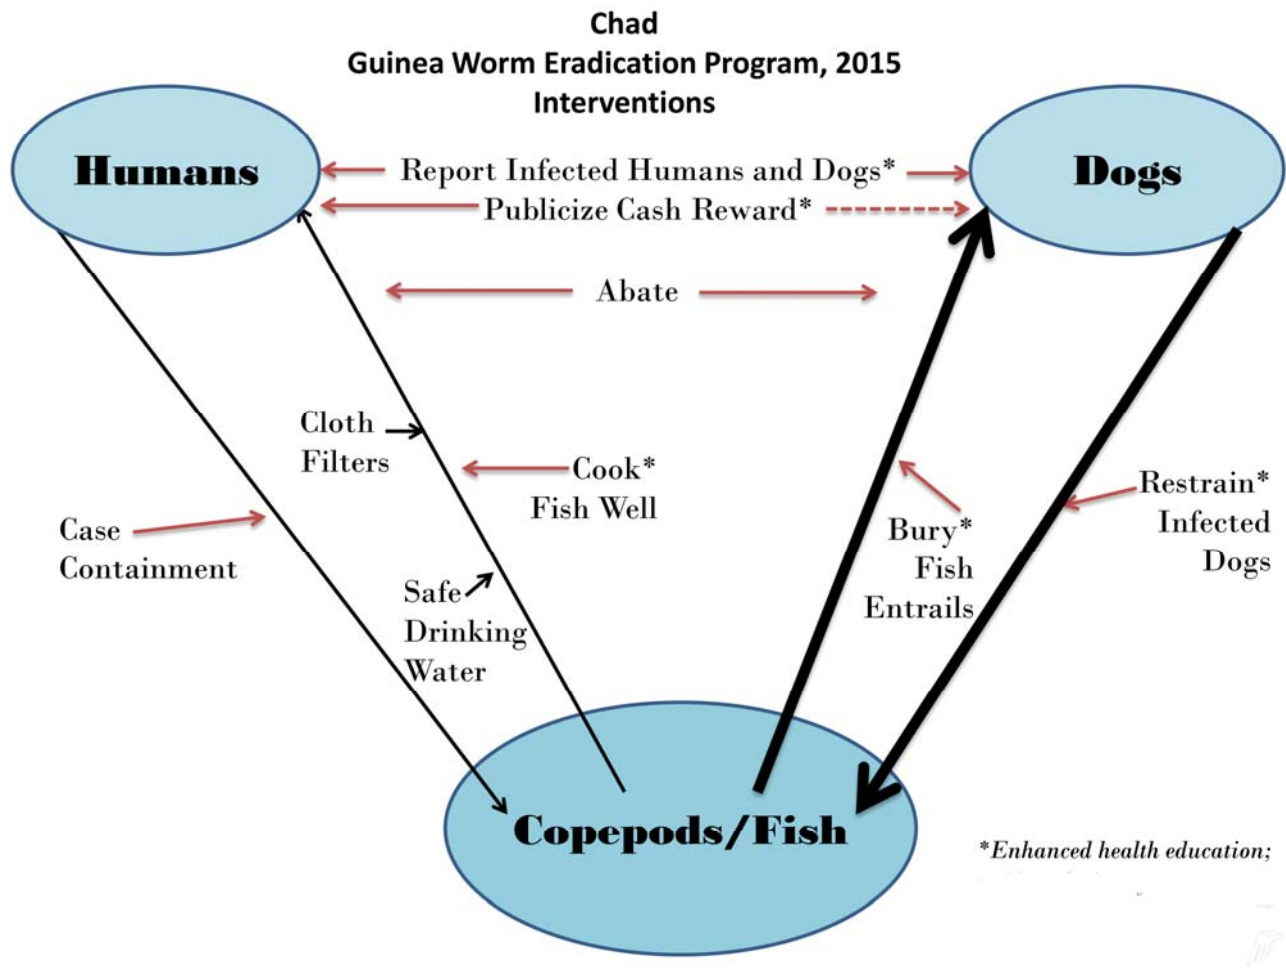 Chad
Guinea Worm Eradication Program, 2015
Interventions
Humans
Dogs
Report Infected Humans and Dogs*
Publicize Cash Reward*
Abate
Cloth
Filters
Cook*
Fish Well
Case
Containment
Safe
Drinking
Water
Bury*
Fish
Entrails
Restrain*
Infected
Dogs
Copepods/Fish
*Enhanced health education;